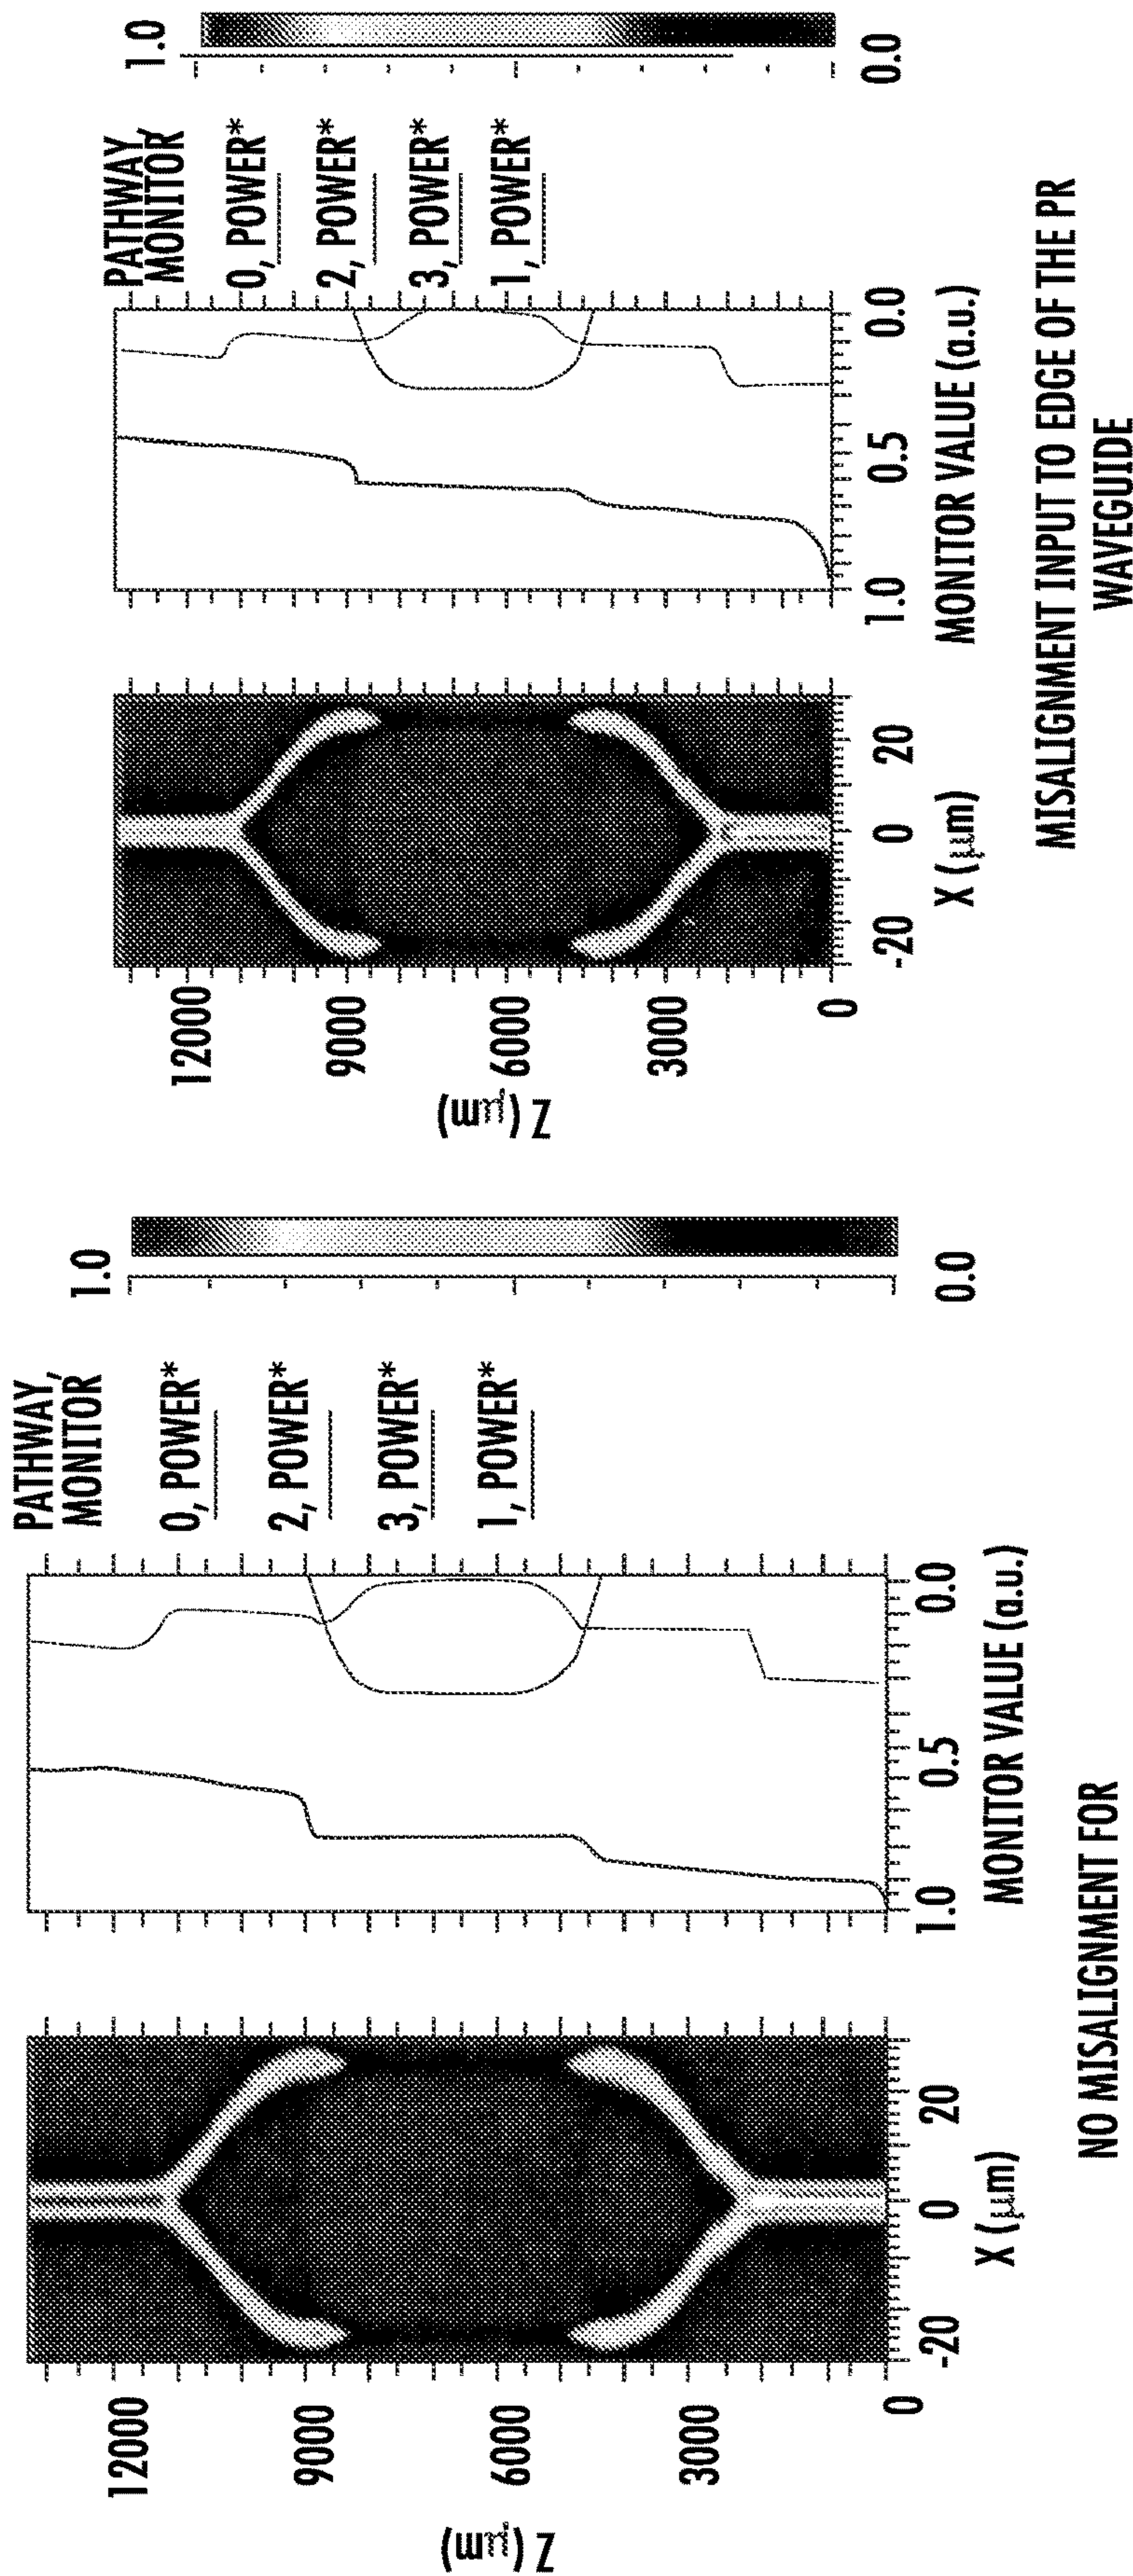 Z (μm)
12000
9000
6000
3000
0
-20
0
20
X (μm)
1.0
0.5
0.0
MONITOR VALUE (a.u.)
PATHWAY,
MONITOR
0, POWER*
2, POWER*
3, POWER*
1, POWER*
1.0
0.0
NO MISALIGNMENT FOR
Z (μm)
12000
9000
6000
3000
0
-20
0
20
X (μm)
1.0
0.5
0.0
MONITOR VALUE (a.u.)
PATHWAY,
MONITOR
0, POWER*
2, POWER*
3, POWER*
1, POWER*
1.0
0.0
MISALIGNMENT INPUT TO EDGE OF THE PR
WAVEGUIDE